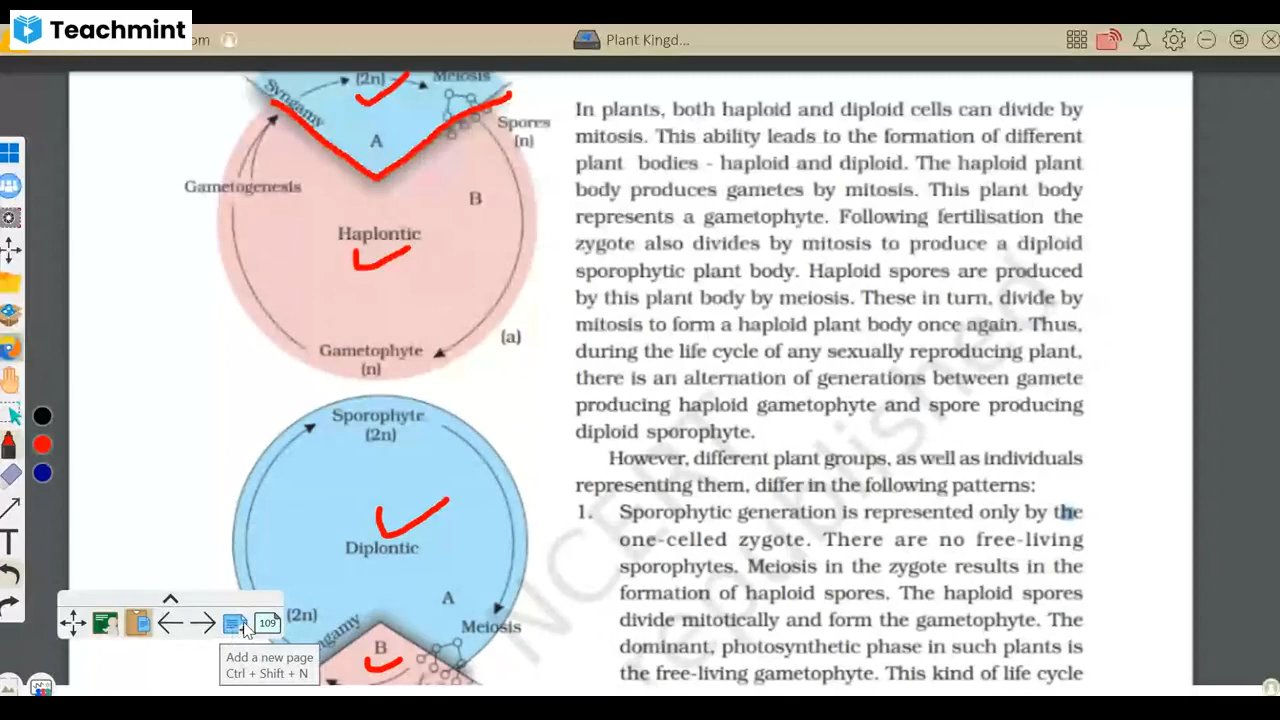 Teachmint
om
Plant Kingd...
(2n)
Meiosis
Syngamy
A
Spores
(n)
Gametogenesis
B
Haplontic
(a)
Gametophyte
(n)
Sporophyte
(2n)
Diplontic
A
(2n)
Meiosis
ngamy
B
109
Add a new page
Ctrl + Shift + N
T
In plants, both haploid and diploid cells can divide by
mitosis. This ability leads to the formation of different
plant bodies - haploid and diploid. The haploid plant
body produces gametes by mitosis. This plant body
represents a gametophyte. Following fertilisation the
zygote also divides by mitosis to produce a diploid
sporophytic plant body. Haploid spores are produced
by this plant body by meiosis. These in turn, divide by
mitosis to form a haploid plant body once again. Thus,
during the life cycle of any sexually reproducing plant,
there is an alternation of generations between gamete
producing haploid gametophyte and spore producing
diploid sporophyte.
However, different plant groups, as well as individuals
representing them, differ in the following patterns:
1. Sporophytic generation is represented only by the
one-celled zygote. There are no free-living
sporophytes. Meiosis in the zygote results in the
formation of haploid spores. The haploid spores
divide mitotically and form the gametophyte. The
dominant, photosynthetic phase in such plants is
the free-living gametophyte. This kind of life cycle
NCERT
republished